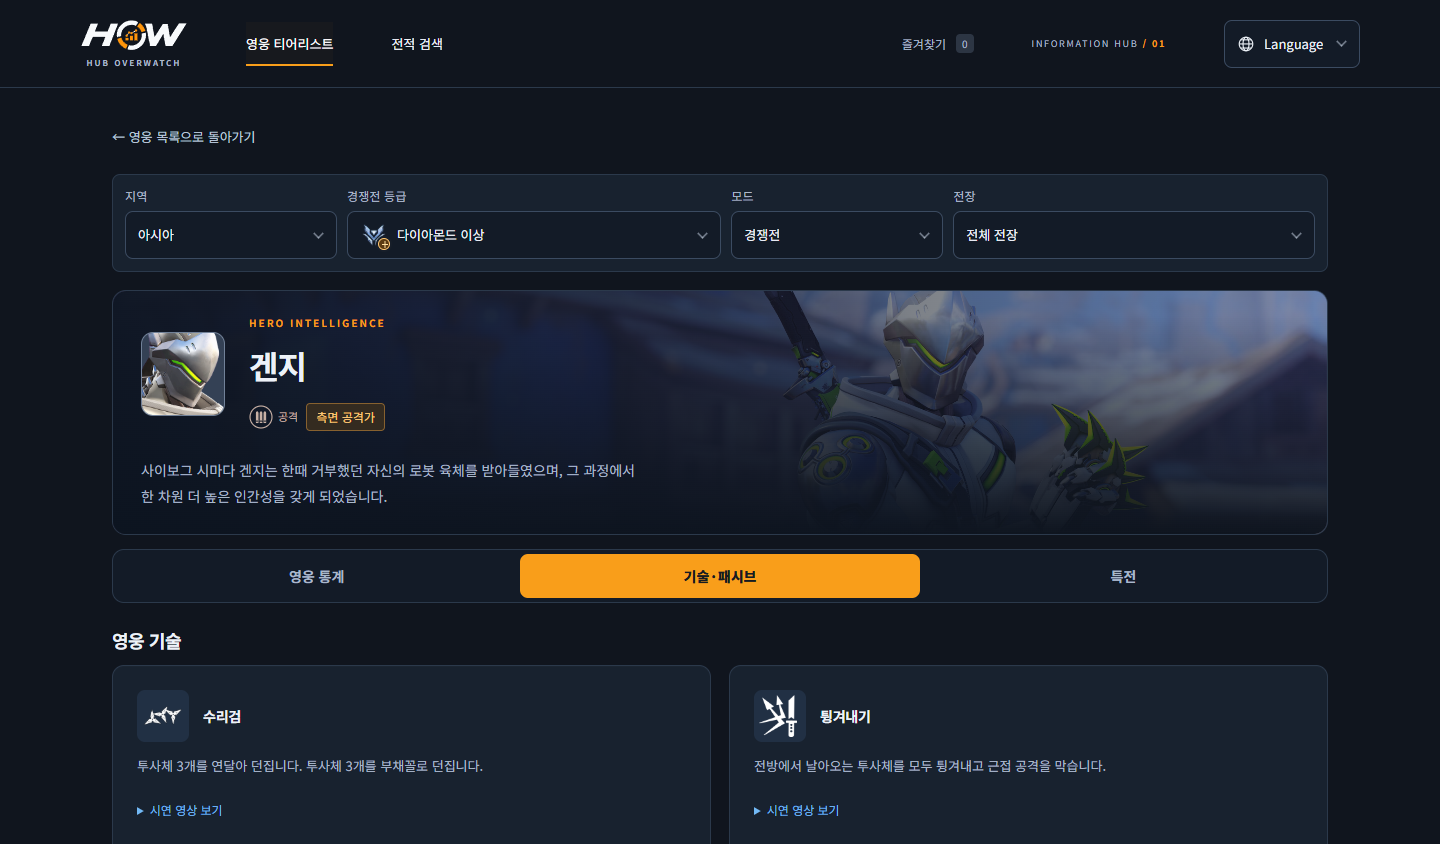 HOW
HUB OVERWATCH
영웅 티어리스트
전적 검색
즐겨찾기 0
INFORMATION HUB / 01
Language
← 영웅 목록으로 돌아가기
지역
경쟁전 등급
모드
전장
아시아
다이아몬드 이상
경쟁전
전체 전장
HERO INTELLIGENCE
겐지
공격
측면 공격가
사이보그 시마다 겐지는 한때 거부했던 자신의 로봇 육체를 받아들였으며, 그 과정에서
한 차원 더 높은 인간성을 갖게 되었습니다.
영웅 통계
기술·패시브
특전
영웅 기술
수리검
투사체 3개를 연달아 던집니다. 투사체 3개를 부채꼴로 던집니다.
▶ 시연 영상 보기
튕겨내기
전방에서 날아오는 투사체를 모두 튕겨내고 근접 공격을 막습니다.
▶ 시연 영상 보기